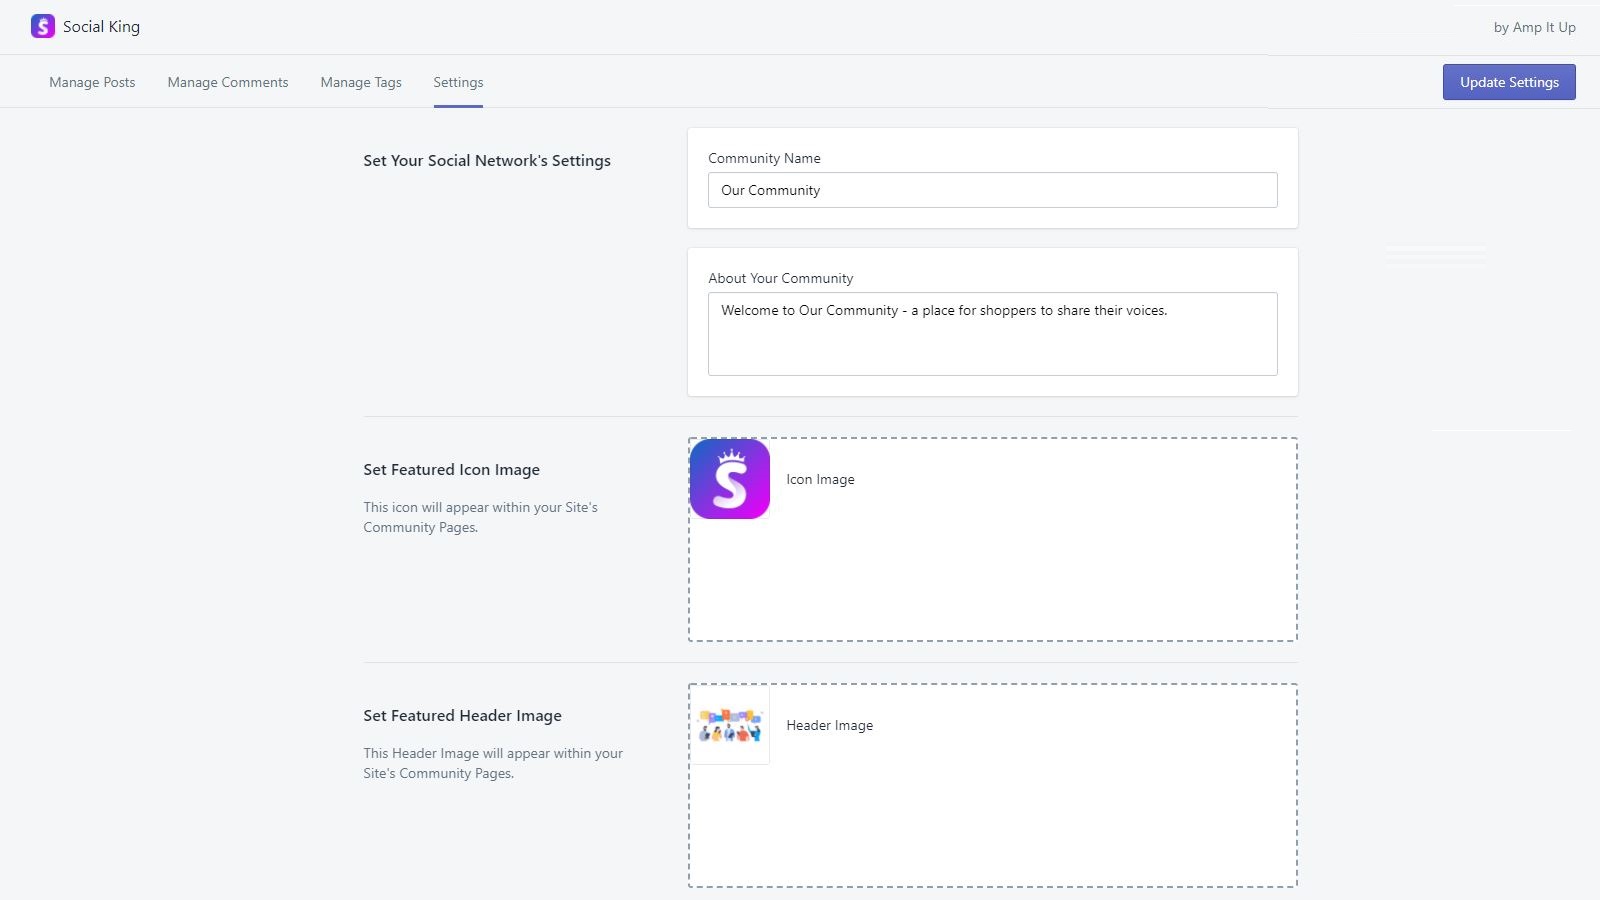 Social King
by Amp It Up
Manage Posts
Manage Comments
Manage Tags
Settings
Update Settings
Set Your Social Network's Settings
Community Name
Our Community
About Your Community
Welcome to Our Community - a place for shoppers to share their voices.
Set Featured Icon Image
This icon will appear within your Site's
Community Pages.
S
Icon Image
Set Featured Header Image
This Header Image will appear within your
Site's Community Pages.
Header Image